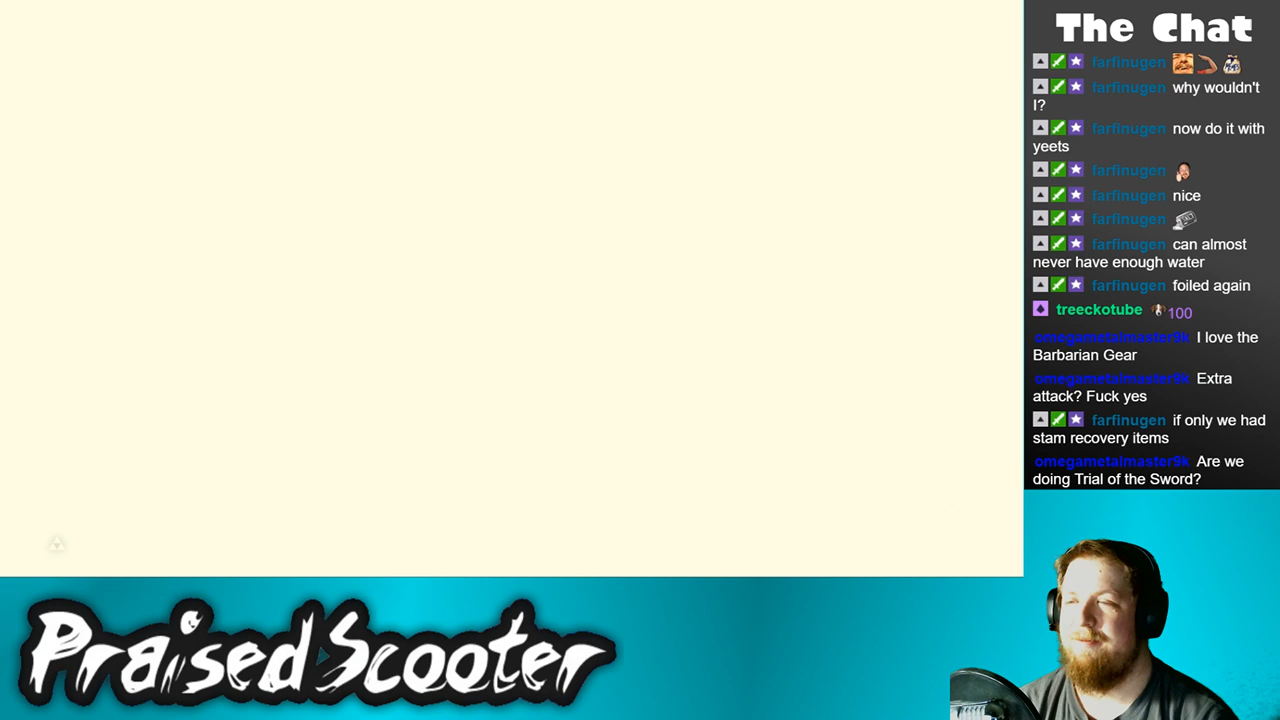 The Chat
farfinugen
farfinugen why wouldn't
I?
farfinugen now do it with
yeets
farfinugen
farfinugen nice
farfinugen
farfinugen can almost
never have enough water
farfinugen foiled again
treeckotube 100
omegametalmaster9k I love the
Barbarian Gear
omegametalmaster9k Extra
attack? Fuck yes
farfinugen if only we had
stam recovery items
omegametalmaster9k Are we
doing Trial of the Sword?
PraisedScooter